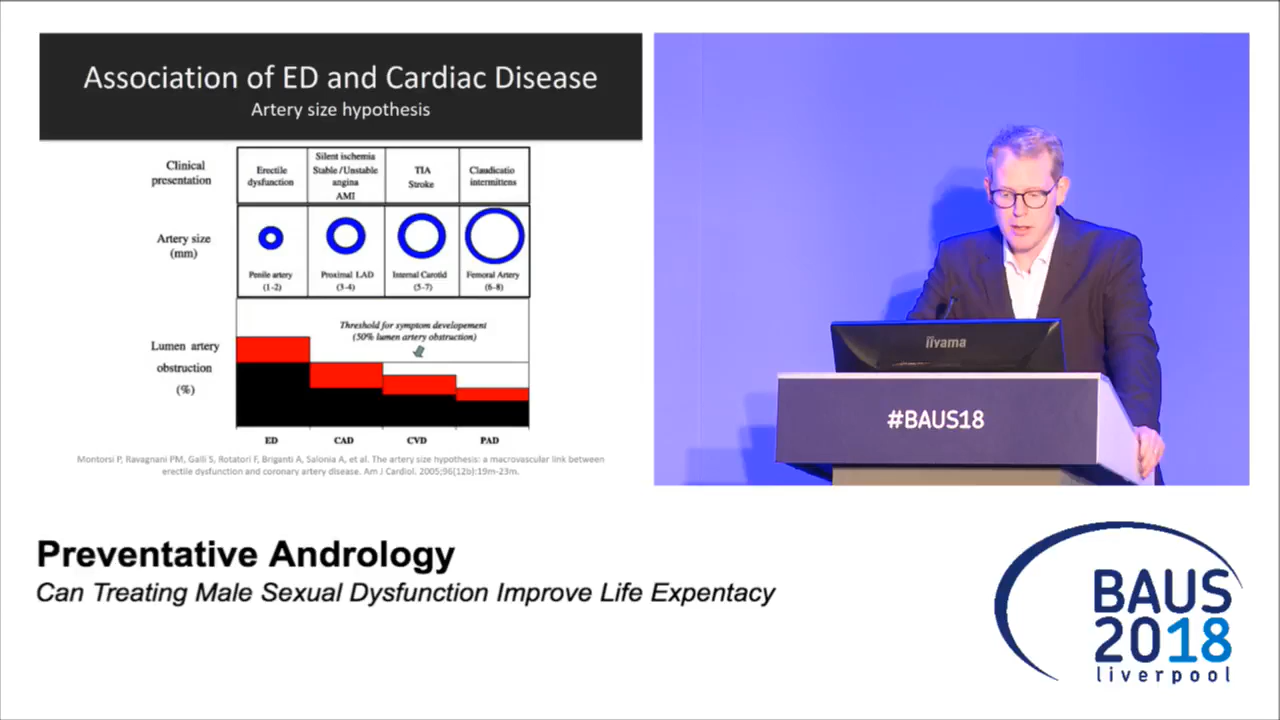 Association of ED and Cardiac Disease
Artery size hypothesis
Clinical
presentation
Erectile
dysfunction
Silent ischemia
Stable/Unstable
angina
AMI
TIA
Stroke
Claudicatio
intermittens
Artery size
(mm)
Penile artery
(1-2)
Proximal LAD
(3-4)
Internal Carotid
(5-7)
Femoral Artery
(6-8)
Threshold for symptom developement
(50% lumen artery obstruction)
Lumen artery
obstruction
(%)
ED
CAD
CVD
PAD
Montorsi P, Ravagnani PM, Galli S, Rotatori F, Briganti A, Salonia A, et al. The artery size hypothesis: a macrovascular link between
erectile dysfunction and coronary artery disease. Am J Cardiol. 2005;96(12b):19m-23m.
iiyama
#BAUS18
Preventative Andrology
Can Treating Male Sexual Dysfunction Improve Life Expentacy
BAUS
2018
liverpool